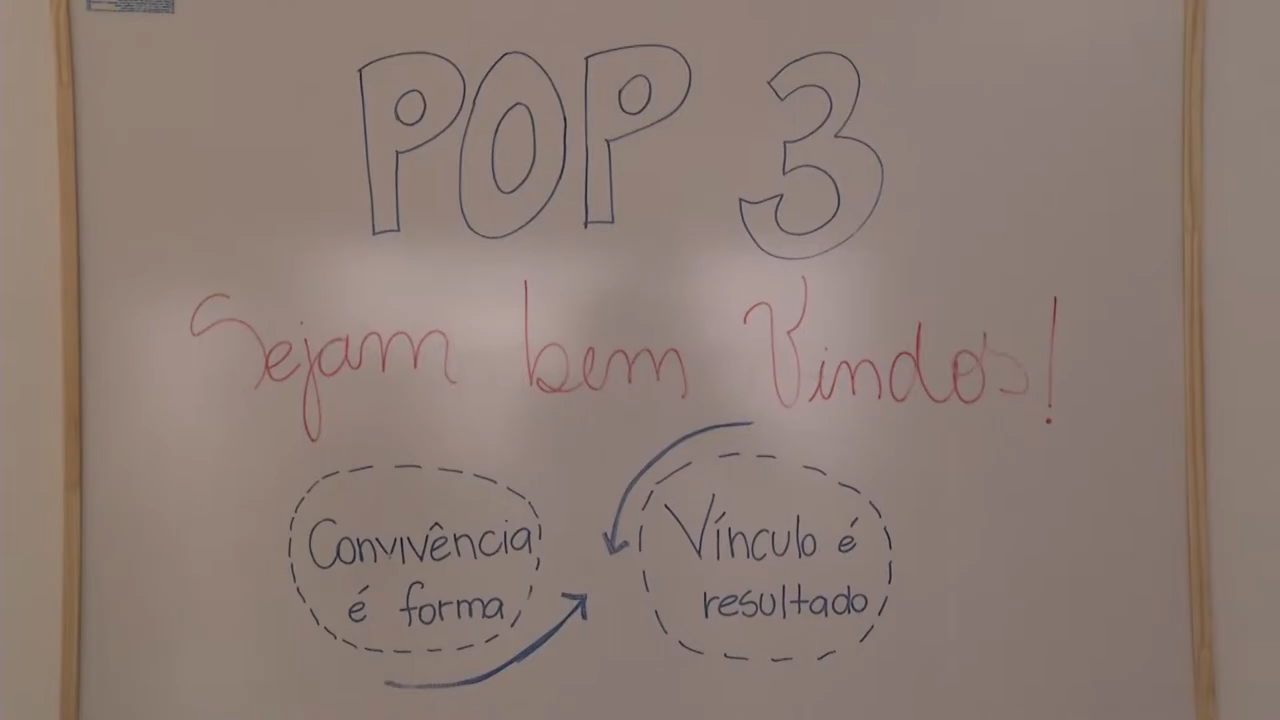 POP 3
Sejam bem Vindos!
Convivência
é forma
Vínculo é
resultado